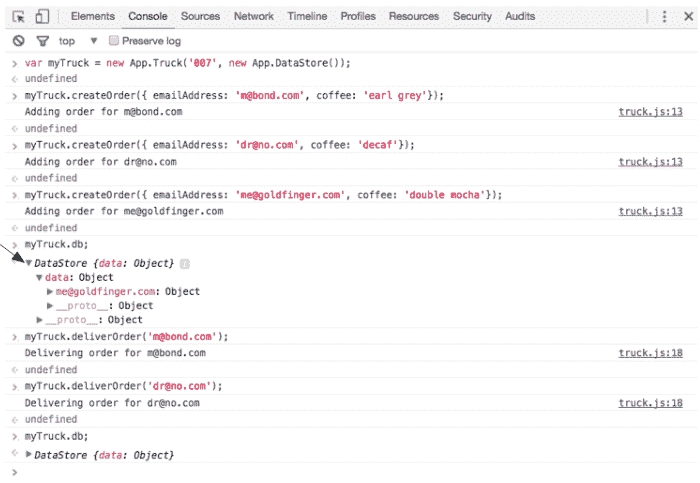 Elements Console Sources Network Timeline Profiles Resources Security Audits
top Preserve log
var myTruck = new App.Truck('007', new App.DataStore());
undefined
myTruck.createOrder({ emailAddress: 'm@bond.com', coffee: 'earl grey'});
Adding order for m@bond.com truck.js:13
undefined
myTruck.createOrder({ emailAddress: 'dr@no.com', coffee: 'decaf'});
Adding order for dr@no.com truck.js:13
undefined
myTruck.createOrder({ emailAddress: 'me@goldfinger.com', coffee: 'double mocha'});
Adding order for me@goldfinger.com truck.js:13
undefined
myTruck.db;
DataStore {data: Object} i
data: Object
me@goldfinger.com: Object
__proto__: Object
__proto__: Object
myTruck.deliverOrder('m@bond.com');
Delivering order for m@bond.com truck.js:18
undefined
myTruck.deliverOrder('dr@no.com');
Delivering order for dr@no.com truck.js:18
undefined
myTruck.db;
DataStore {data: Object}